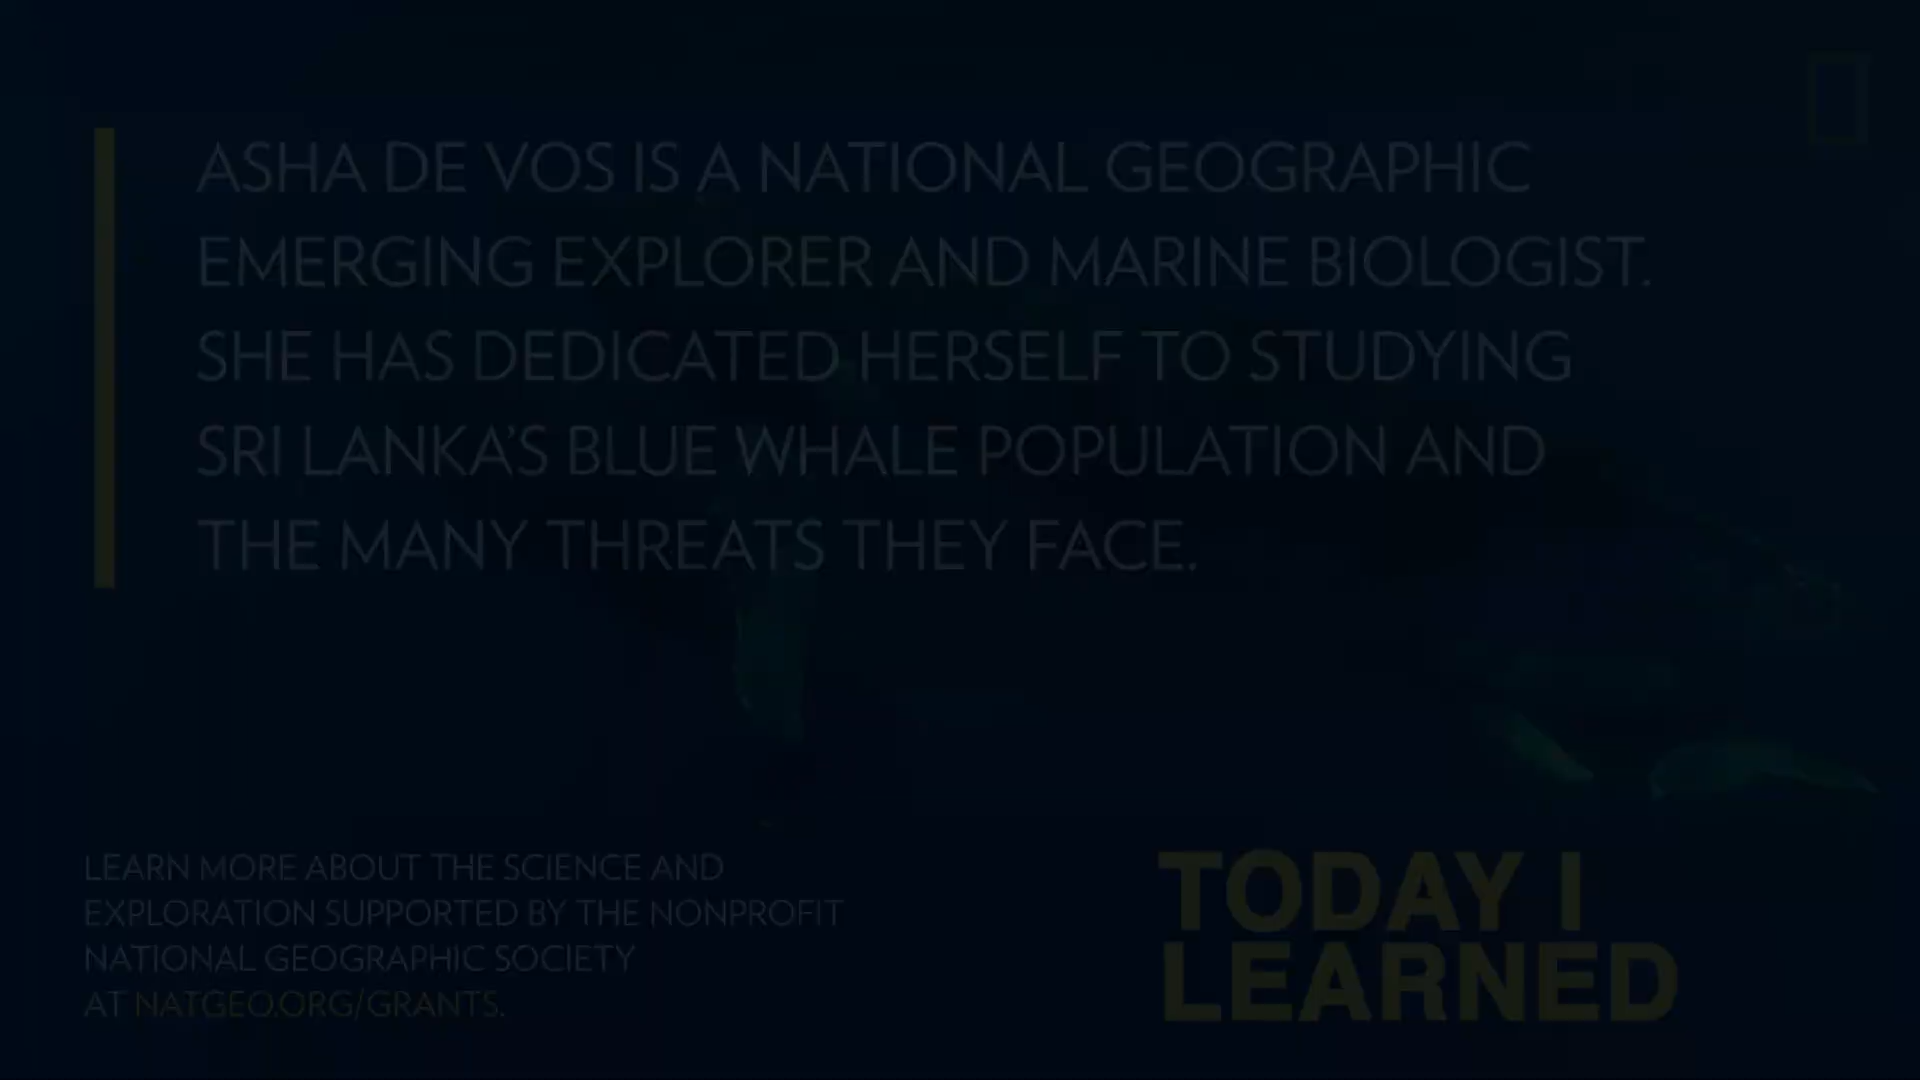 ASHA DE VOS IS A NATIONAL GEOGRAPHIC
EMERGING EXPLORER AND MARINE BIOLOGIST.
SHE HAS DEDICATED HERSELF TO STUDYING
SRI LANKA'S BLUE WHALE POPULATION AND
THE MANY THREATS THEY FACE.
LEARN MORE ABOUT THE SCIENCE AND
EXPLORATION SUPPORTED BY THE NONPROFIT
NATIONAL GEOGRAPHIC SOCIETY
AT NATGEO.ORG/GRANTS.
TODAY I
LEARNED